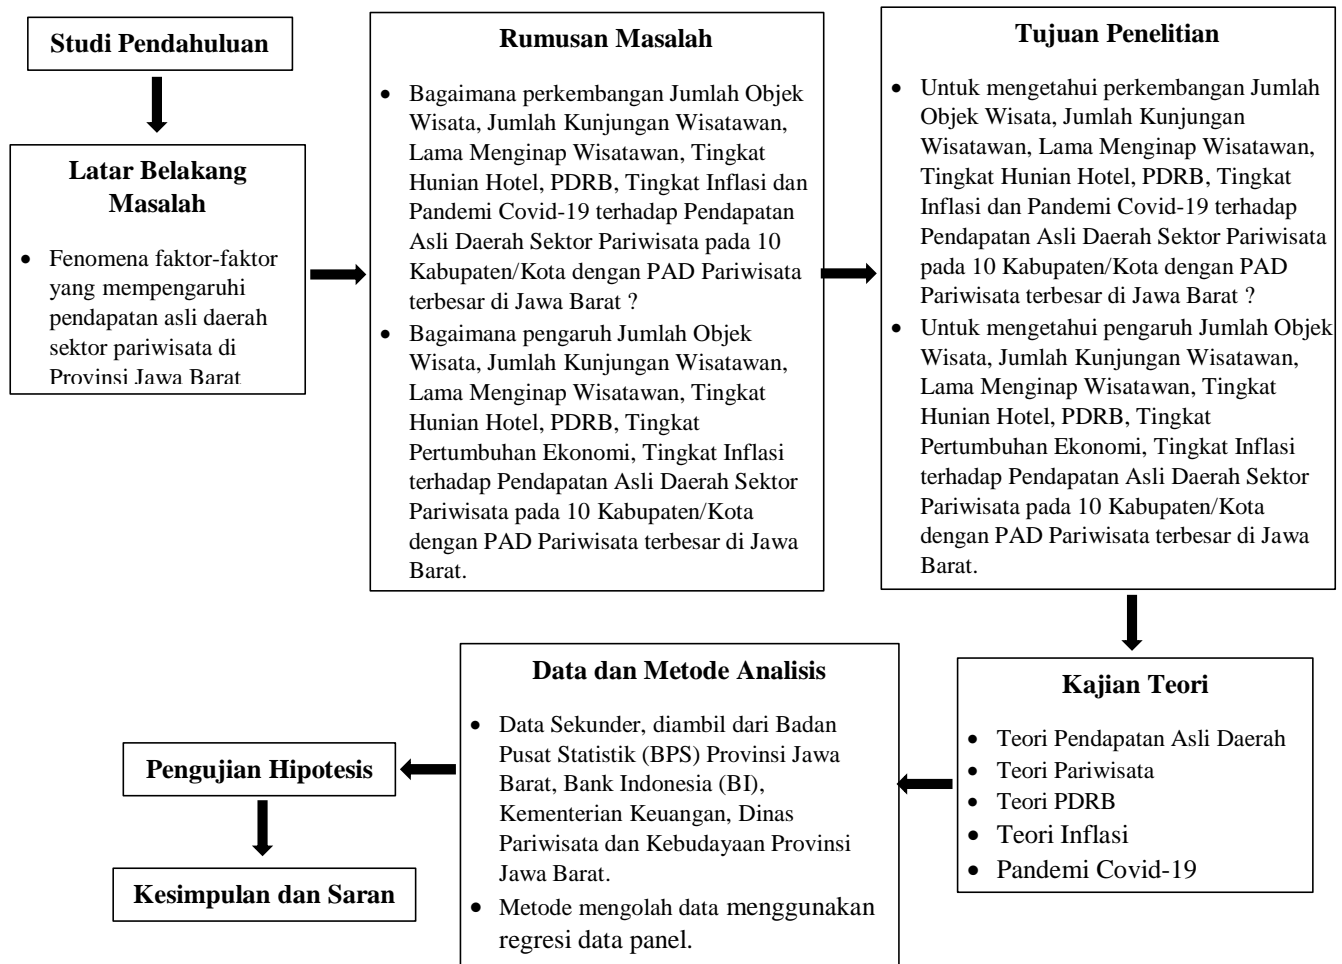 Studi Pendahuluan
Latar Belakang
Masalah
• Fenomena faktor-faktor
yang mempengaruhi
pendapatan asli daerah
sektor pariwisata di
Provinsi Jawa Barat
Rumusan Masalah
• Bagaimana perkembangan Jumlah Objek
Wisata, Jumlah Kunjungan Wisatawan,
Lama Menginap Wisatawan, Tingkat
Hunian Hotel, PDRB, Tingkat Inflasi dan
Pandemi Covid-19 terhadap Pendapatan
Asli Daerah Sektor Pariwisata pada 10
Kabupaten/Kota dengan PAD Pariwisata
terbesar di Jawa Barat ?
• Bagaimana pengaruh Jumlah Objek
Wisata, Jumlah Kunjungan Wisatawan,
Lama Menginap Wisatawan, Tingkat
Hunian Hotel, PDRB, Tingkat
Pertumbuhan Ekonomi, Tingkat Inflasi
terhadap Pendapatan Asli Daerah Sektor
Pariwisata pada 10 Kabupaten/Kota
dengan PAD Pariwisata terbesar di Jawa
Barat.
Tujuan Penelitian
• Untuk mengetahui perkembangan Jumlah
Objek Wisata, Jumlah Kunjungan
Wisatawan, Lama Menginap Wisatawan,
Tingkat Hunian Hotel, PDRB, Tingkat
Inflasi dan Pandemi Covid-19 terhadap
Pendapatan Asli Daerah Sektor Pariwisata
pada 10 Kabupaten/Kota dengan PAD
Pariwisata terbesar di Jawa Barat ?
• Untuk mengetahui pengaruh Jumlah Objek
Wisata, Jumlah Kunjungan Wisatawan,
Lama Menginap Wisatawan, Tingkat
Hunian Hotel, PDRB, Tingkat
Pertumbuhan Ekonomi, Tingkat Inflasi
terhadap Pendapatan Asli Daerah Sektor
Pariwisata pada 10 Kabupaten/Kota
dengan PAD Pariwisata terbesar di Jawa
Barat.
Kajian Teori
• Teori Pendapatan Asli Daerah
• Teori Pariwisata
• Teori PDRB
• Teori Inflasi
• Pandemi Covid-19
Data dan Metode Analisis
• Data Sekunder, diambil dari Badan
Pusat Statistik (BPS) Provinsi Jawa
Barat, Bank Indonesia (BI),
Kementerian Keuangan, Dinas
Pariwisata dan Kebudayaan Provinsi
Jawa Barat.
• Metode mengolah data menggunakan
regresi data panel.
Pengujian Hipotesis
Kesimpulan dan Saran